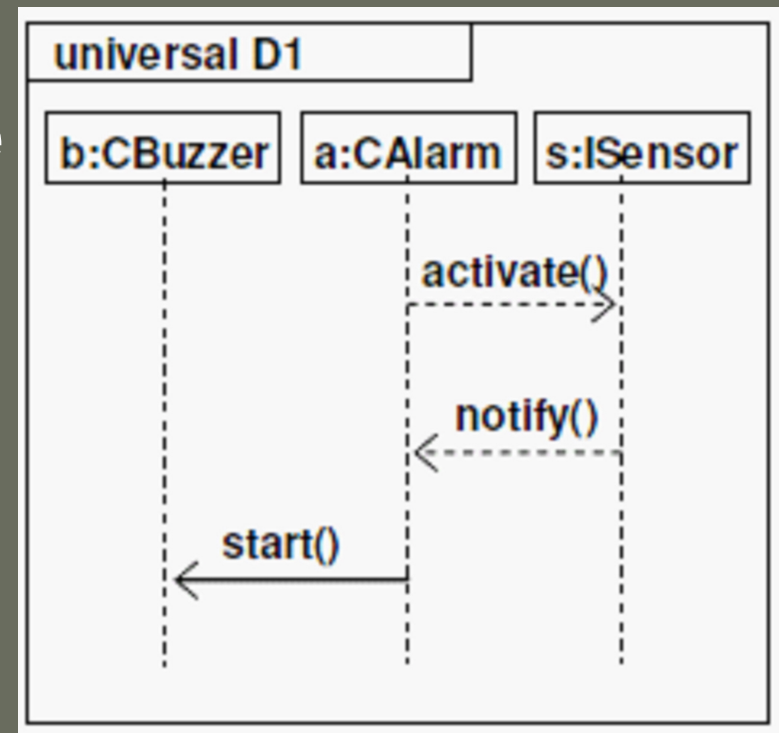 universal D1
b:CBuzzer a:CAlarm s:ISensor
activate()
notify()
start()